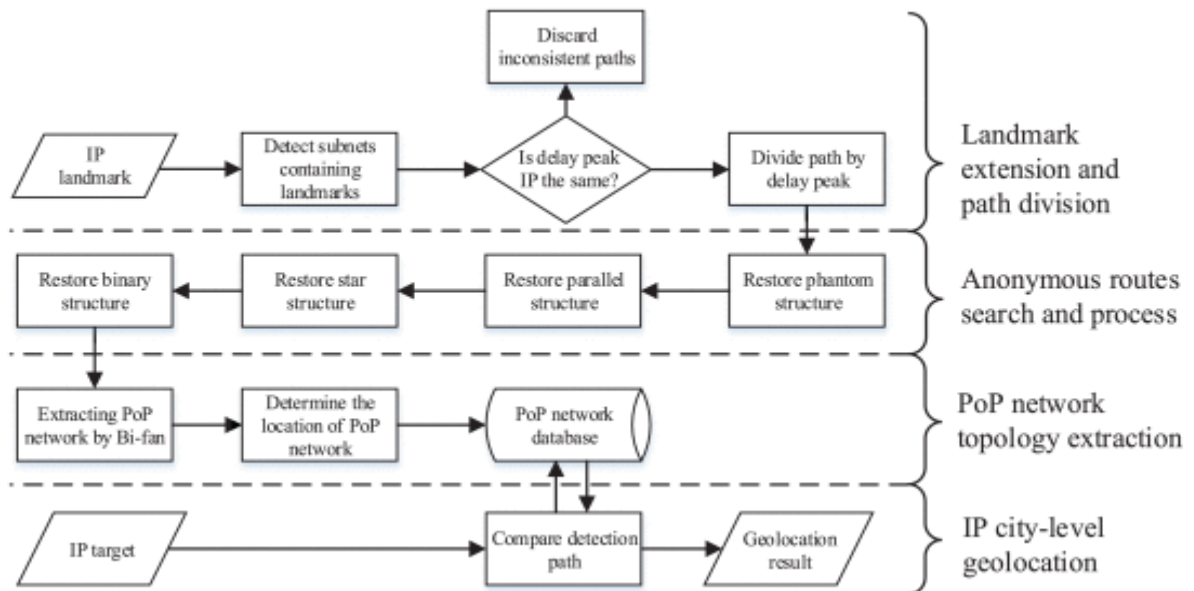 Discard
inconsistent paths
IP
landmark
Detect subnets
containing
landmarks
Is delay peak
IP the same?
Divide path by
delay peak
Landmark
extension and
path division
Restore binary
structure
Restore star
structure
Restore parallel
structure
Restore phantom
structure
Anonymous routes
search and process
Extracting PoP
network by Bi-fan
Determine the
location of PoP
network
PoP network
database
PoP network
topology extraction
IP target
Compare detection
path
Geolocation
result
IP city-level
geolocation